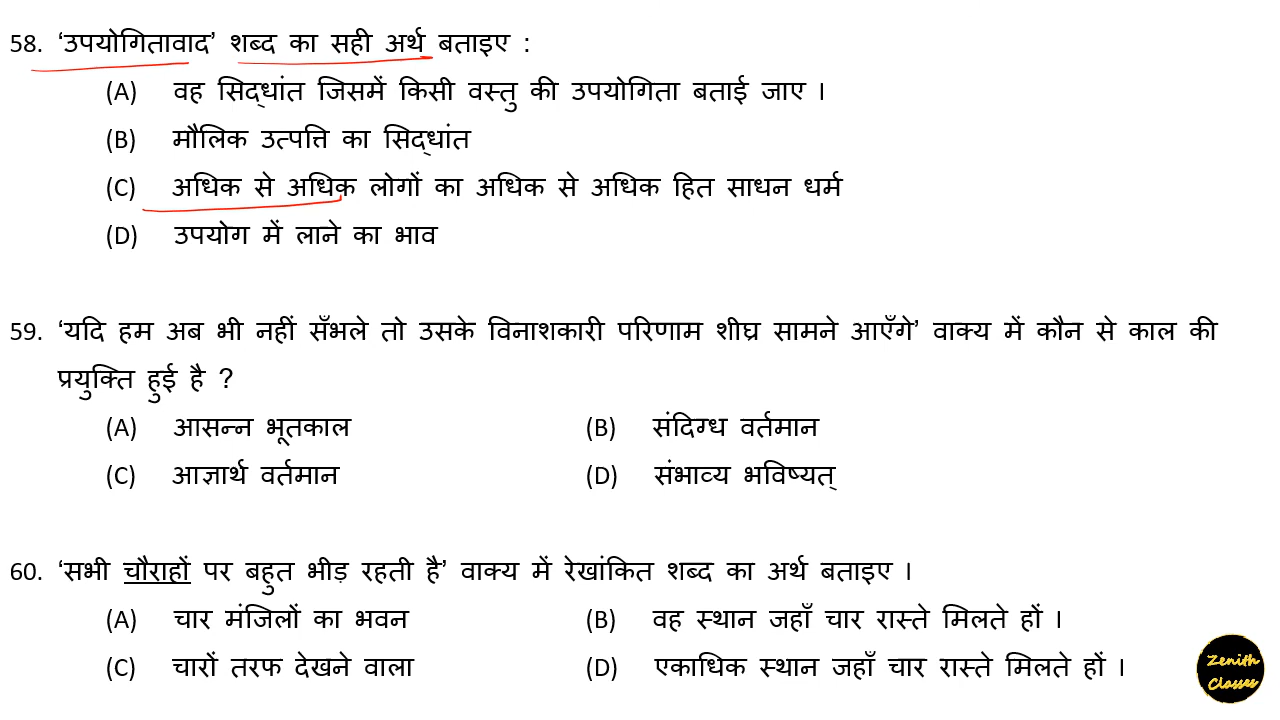 58. ‘उपयोगितावाद’ शब्द का सही अर्थ बताइए :
(A) वह सिद्धांत जिसमें किसी वस्तु की उपयोगिता बताई जाए ।
(B) मौलिक उत्पत्ति का सिद्धांत
(C) अधिक से अधिक लोगों का अधिक से अधिक हित साधन धर्म
(D) उपयोग में लाने का भाव
59. ‘यदि हम अब भी नहीं सँभले तो उसके विनाशकारी परिणाम शीघ्र सामने आएँगे’ वाक्य में कौन से काल की
प्रयुक्ति हुई है ?
(A) आसन्न भूतकाल (B) संदिग्ध वर्तमान
(C) आज्ञार्थ वर्तमान (D) संभाव्य भविष्यत्
60. ‘सभी चौराहों पर बहुत भीड़ रहती है’ वाक्य में रेखांकित शब्द का अर्थ बताइए ।
(A) चार मंजिलों का भवन (B) वह स्थान जहाँ चार रास्ते मिलते हों ।
(C) चारों तरफ देखने वाला (D) एकाधिक स्थान जहाँ चार रास्ते मिलते हों ।
Zenith
Classes